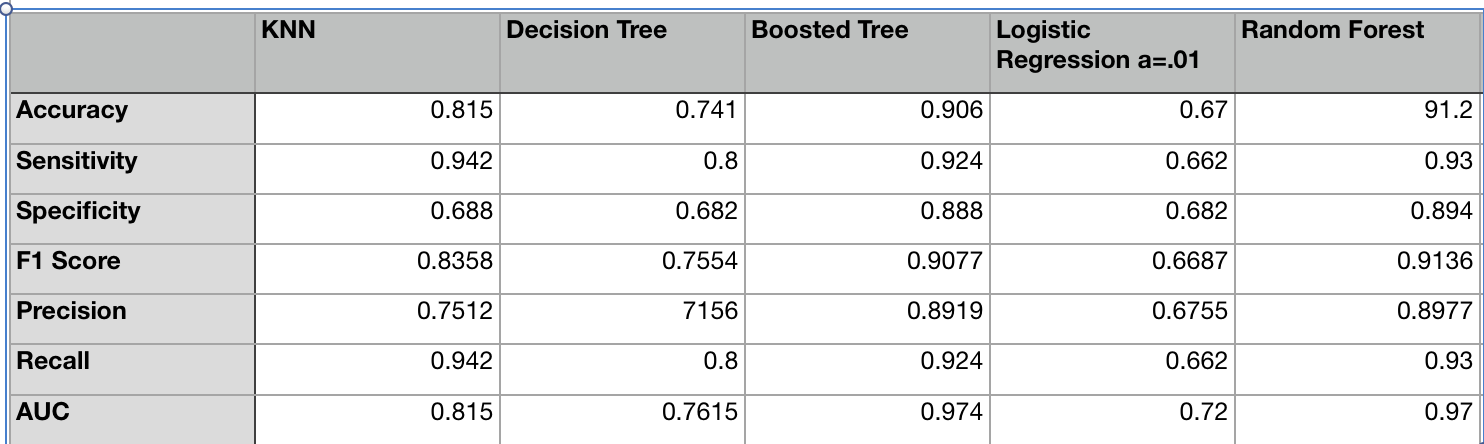 KNN Decision Tree Boosted Tree Logistic Random Forest
Regression a=.01
Accuracy 0.815 0.741 0.906 0.67 91.2
Sensitivity 0.942 0.8 0.924 0.662 0.93
Specificity 0.688 0.682 0.888 0.682 0.894
F1 Score 0.8358 0.7554 0.9077 0.6687 0.9136
Precision 0.7512 7156 0.8919 0.6755 0.8977
Recall 0.942 0.8 0.924 0.662 0.93
AUC 0.815 0.7615 0.974 0.72 0.97